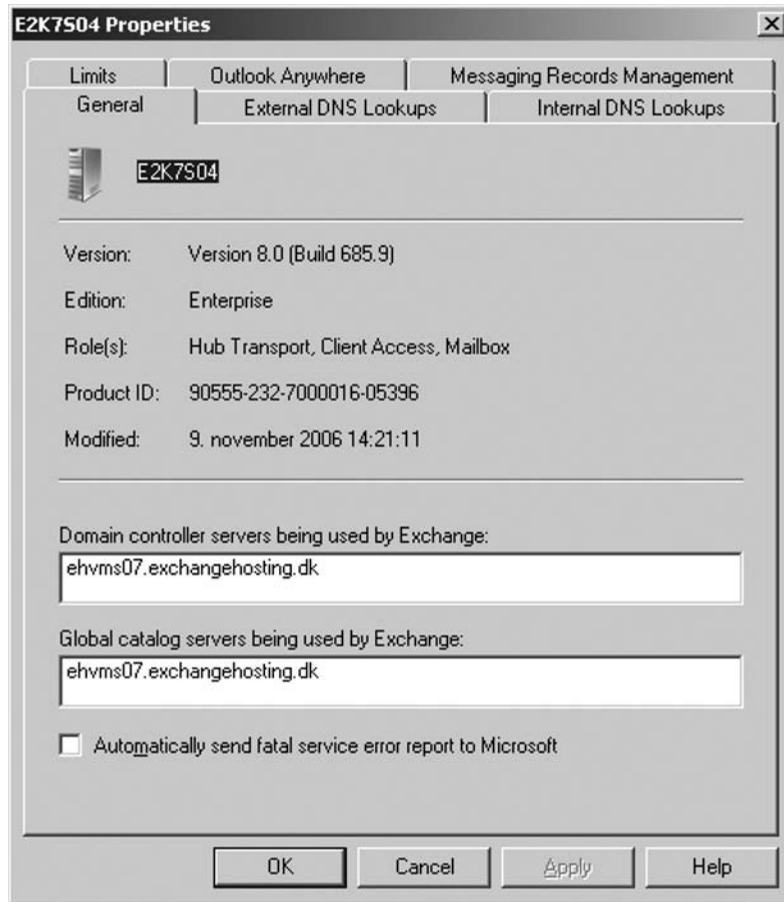 E2K7S04 Properties
Limits Outlook Anywhere Messaging Records Management
General External DNS Lookups Internal DNS Lookups
E2K7S04
Version: Version 8.0 (Build 685.9)
Edition: Enterprise
Role(s): Hub Transport, Client Access, Mailbox
Product ID: 90555-232-7000016-05396
Modified: 9. november 2006 14:21:11
Domain controller servers being used by Exchange:
ehvms07.exchangehosting.dk
Global catalog servers being used by Exchange:
ehvms07.exchangehosting.dk
Automatically send fatal service error report to Microsoft
OK Cancel Apply Help